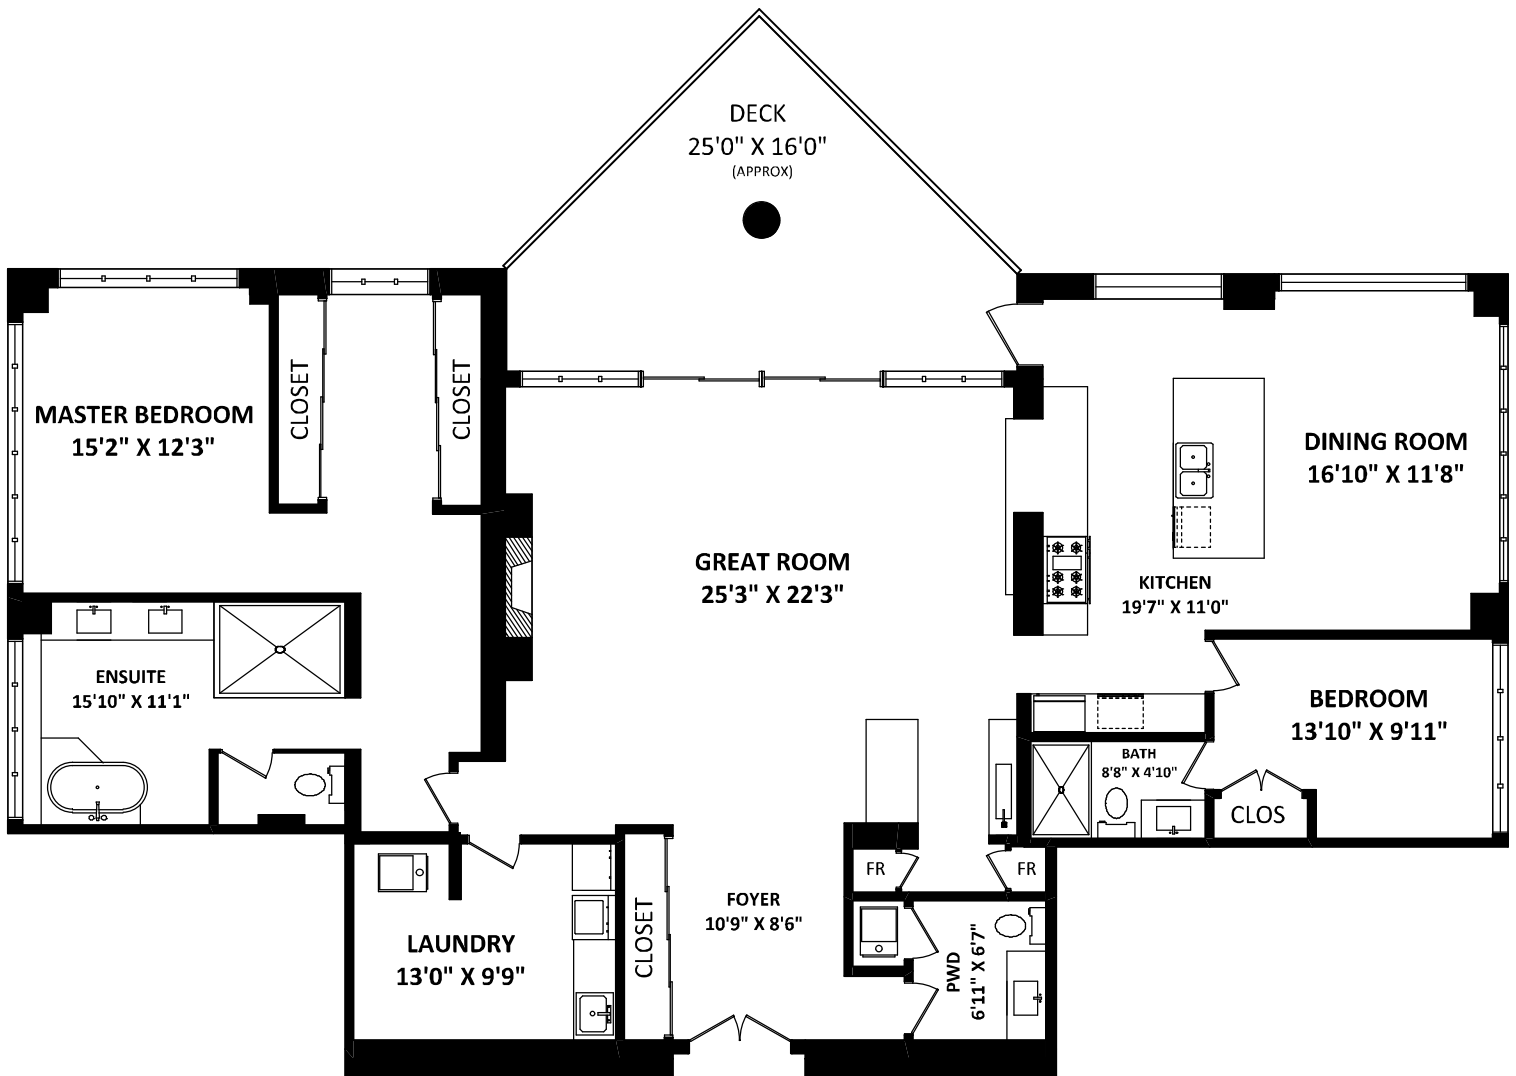 DECK
25'0" X 16'0"
(APPROX)
CLOSET
CLOSET
MASTER BEDROOM
15'2" X 12'3"
DINING ROOM
16'10" X 11'8"
GREAT ROOM
25'3" X 22'3"
KITCHEN
19'7" X 11'0"
ENSUITE
15'10" X 11'1"
BEDROOM
13'10" X 9'11"
BATH
8'8" X 4'10"
CLOS
FR
FR
FOYER
10'9" X 8'6"
LAUNDRY
13'0" X 9'9"
CLOSET
PWD
6'11" X 6'7"